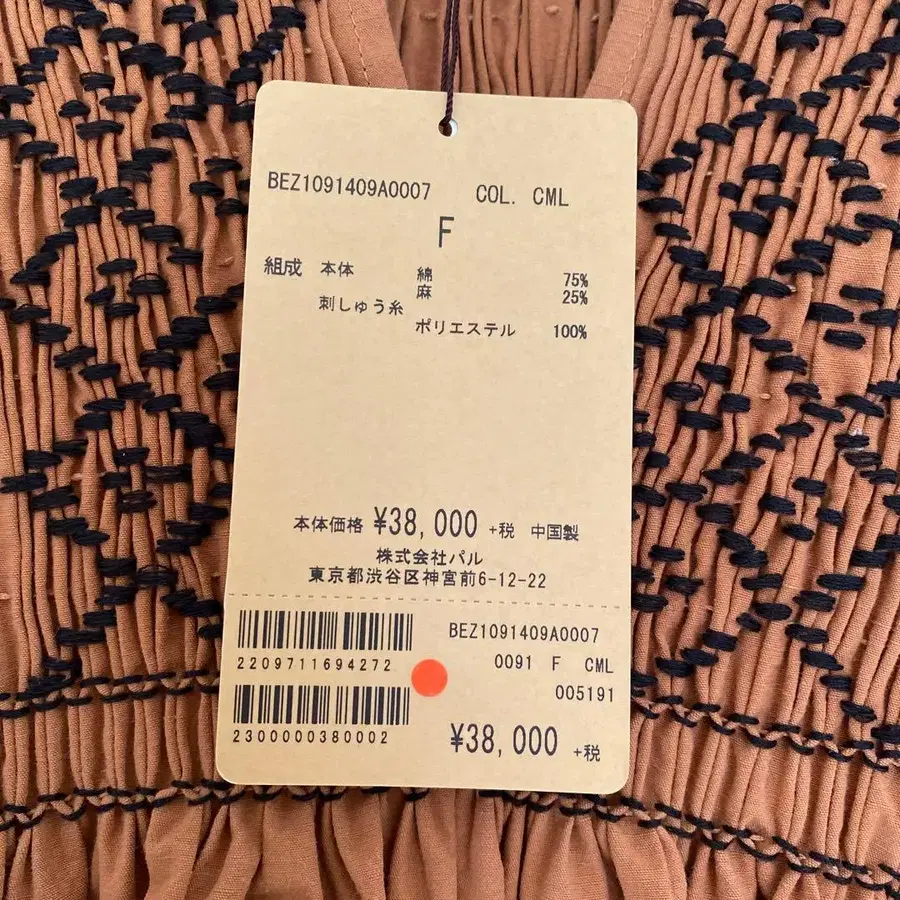 BEZ1091409A0007 COL. CML
F
組成 本体 綿 75%
麻 25%
刺しゅう糸
ポリエステル 100%
本体価格 ¥38,000 +税 中国製
株式会社パル
東京都渋谷区神宮前6-12-22
BEZ1091409A0007
2209711694272 0091 F CML
005191
2300000380002 ¥38,000 +税